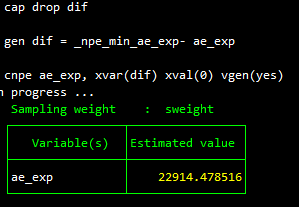 cap drop dif
gen dif = _npe_min_ae_exp- ae_exp
cnpe ae_exp, xvar(dif) xval(0) vgen(yes)
n progress ...
Sampling weight : sweight
Variable(s) Estimated value
ae_exp 22914.478516